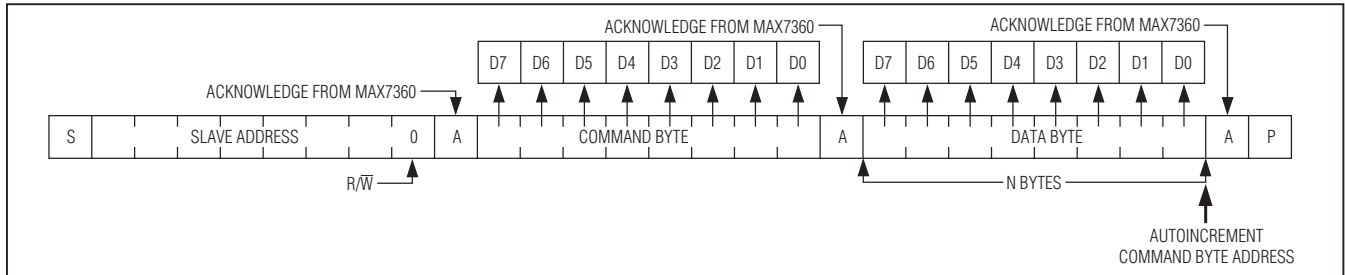 ACKNOWLEDGE FROM MAX7360 ACKNOWLEDGE FROM MAX7360
D7 D6 D5 D4 D3 D2 D1 D0 D7 D6 D5 D4 D3 D2 D1 D0
ACKNOWLEDGE FROM MAX7360
S SLAVE ADDRESS 0 A COMMAND BYTE A DATA BYTE A P
R/W̅ N BYTES
AUTOINCREMENT
COMMAND BYTE ADDRESS